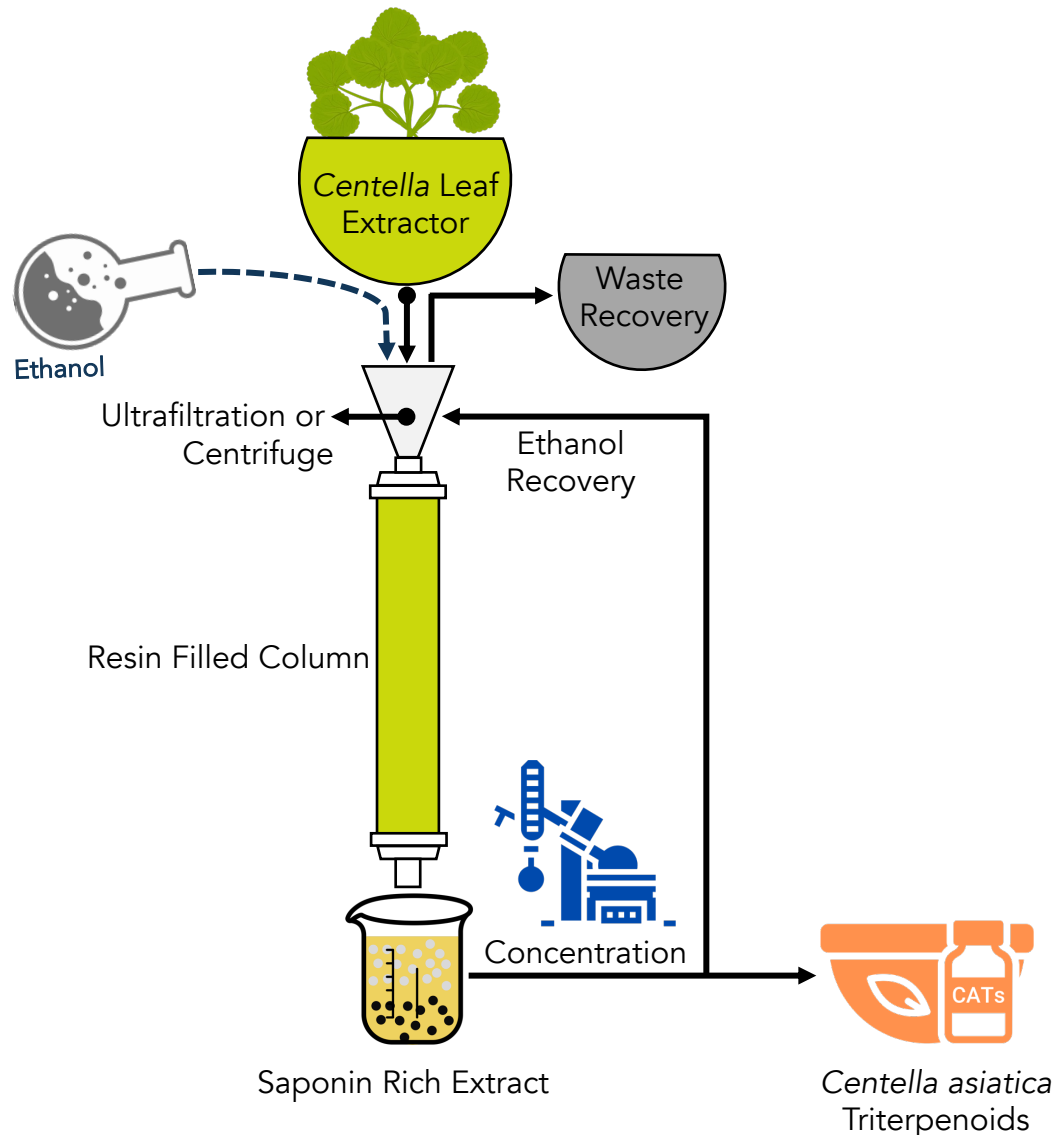 Centella Leaf
Extractor
Waste
Recovery
Ethanol
Ultrafiltration or
Centrifuge
Ethanol
Recovery
Resin Filled Column
Concentration
CATs
Saponin Rich Extract
Centella asiatica
Triterpenoids